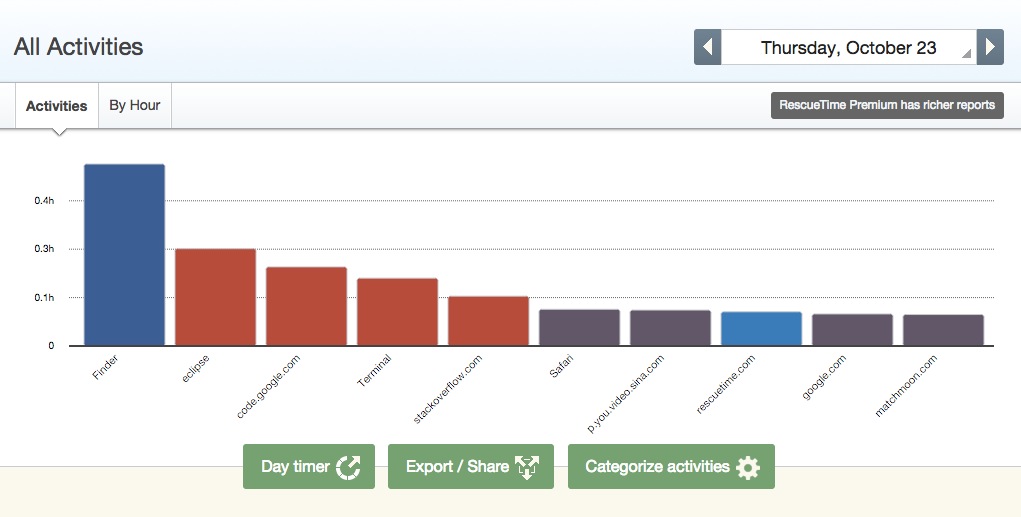 All Activities
Thursday, October 23
Activities
By Hour
RescueTime Premium has richer reports
0.4h
0.3h
0.1h
0
Finder
eclipse
code.google.com
Terminal
stackoverflow.com
Safari
p.you.video.sina.com
rescuetime.com
google.com
matchmoon.com
Day timer
Export / Share
Categorize activities